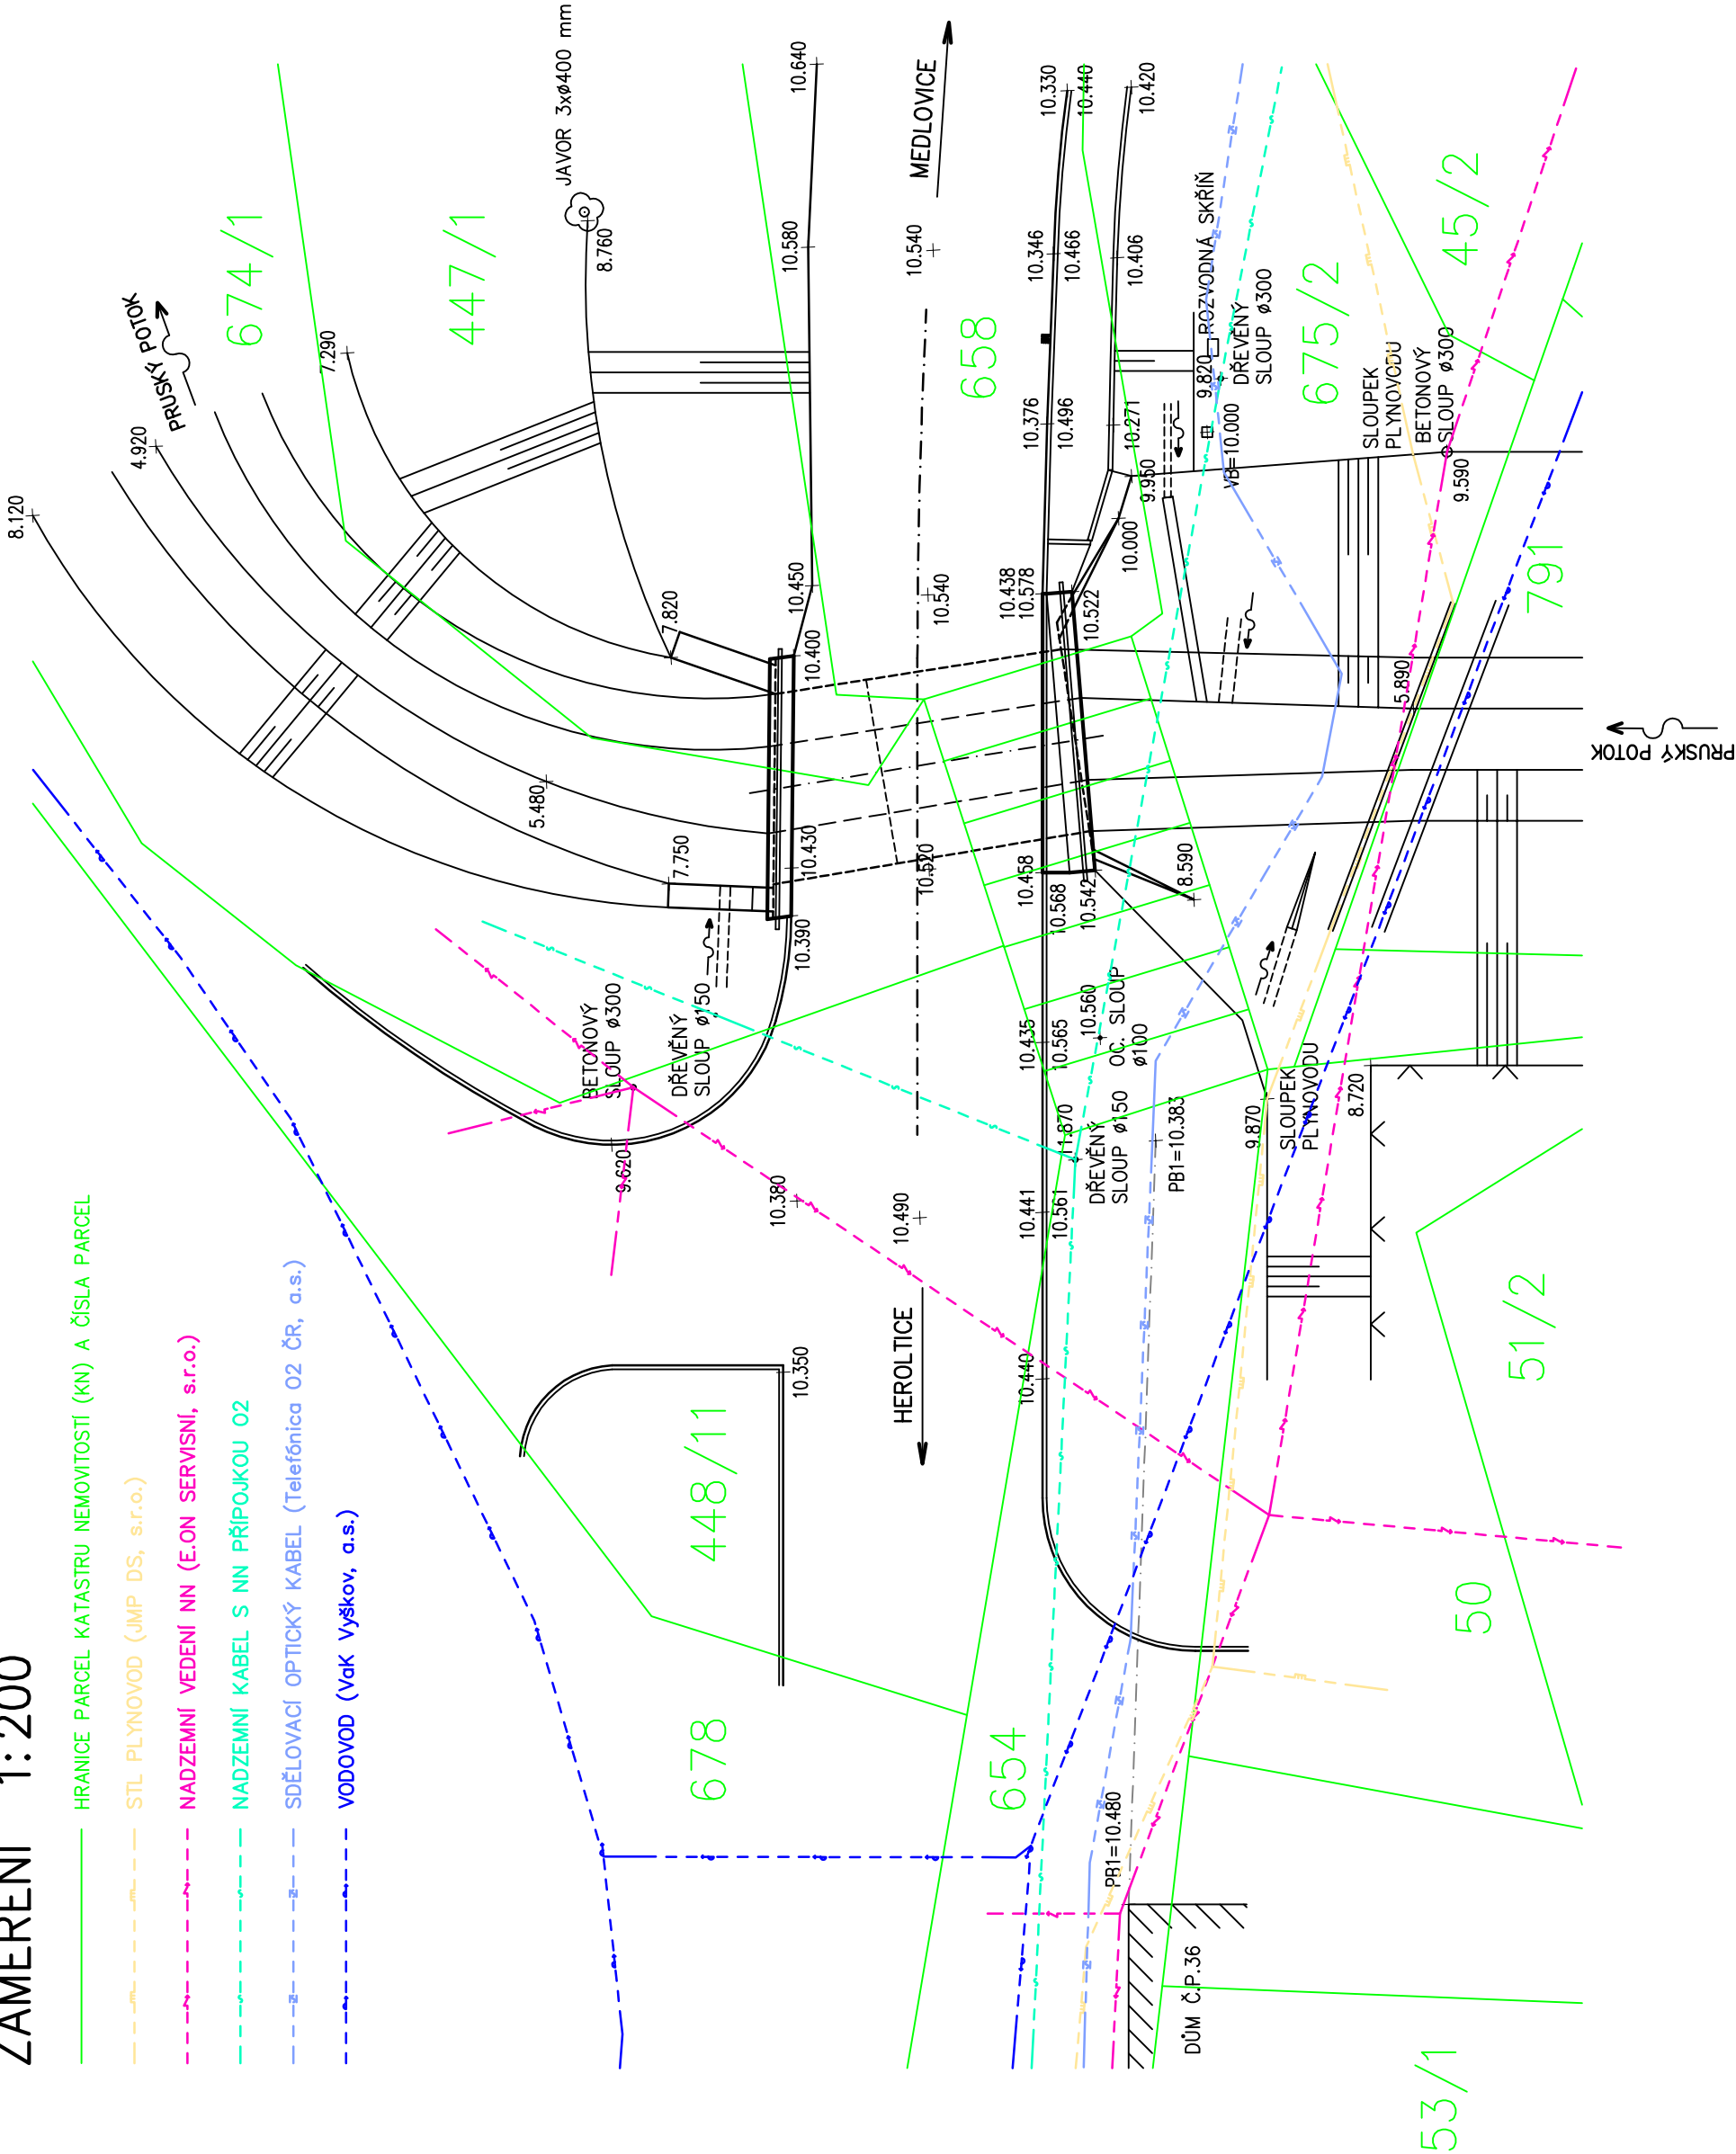 ZAMĚŘENÍ 1:200
HRANICE PARCEL KATASTRU NEMOVITOSTÍ (KN) A ČÍSLA PARCEL
STL PLYNOVOD (JMP DS, s.r.o.)
NADZEMNÍ VEDENÍ NN (E.ON SERVISNÍ, s.r.o.)
NADZEMNÍ KABEL S NN PŘÍPOJKOU O2
SDĚLOVACÍ OPTICKÝ KABEL (Telefónica O2 ČR, a.s.)
VODOVOD (VaK Vyškov, a.s.)
8.120
4.920
PRUSKÝ POTOK
674/1
7.290
447/1
JAVOR 3xø400 mm
8.760
5.480
7.820
7.750
10.640
10.580
10.450
10.400
10.430
10.390
BETONOVÝ
SLOUP ø300
DŘEVĚNÝ
SLOUP ø150
9.620
10.380
10.350
448/11
678
MEDLOVICE
10.540
10.540
10.520
10.490
HEROLTICE
658
654
10.330
10.440
10.420
10.346
10.466
10.406
10.376
10.496
10.271
9.950
10.000
10.438
10.578
10.522
10.458
10.568
10.542
8.590
10.435
10.565
10.560
OC. SLOUP
ø100
11.870
DŘEVĚNÝ
SLOUP ø150
10.441
10.561
PB1=10.383
10.440
PB1=10.480
DŮM Č.P.36
9.820
ROZVODNÁ SKŘÍŇ
DŘEVĚNÝ
SLOUP ø300
VB=10.000
675/2
45/2
SLOUPEK
PLYNOVODU
BETONOVÝ
SLOUP ø300
9.590
791
5.890
PRUSKÝ POTOK
9.870
SLOUPEK
PLYNOVODU
8.720
51/2
50
53/1